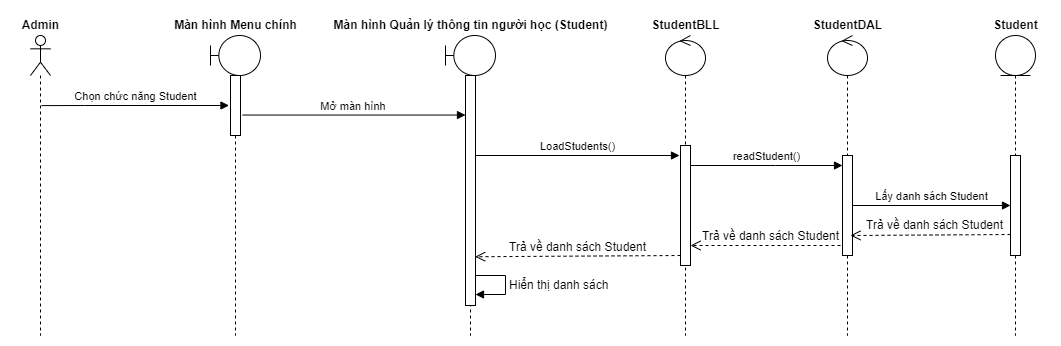 Admin
Màn hình Menu chính
Màn hình Quản lý thông tin người học (Student)
StudentBLL
StudentDAL
Student
Chọn chức năng Student
Mở màn hình
LoadStudents()
readStudent()
Lấy danh sách Student
Trả về danh sách Student
Trả về danh sách Student
Trả về danh sách Student
Hiển thị danh sách